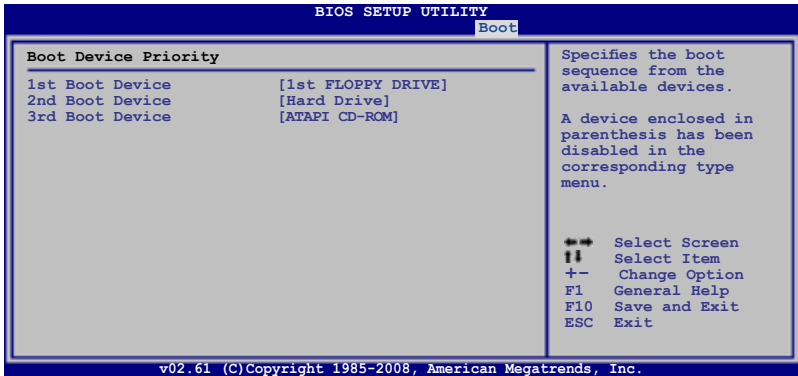 BIOS SETUP UTILITY
Boot
Boot Device Priority
1st Boot Device [1st FLOPPY DRIVE]
2nd Boot Device [Hard Drive]
3rd Boot Device [ATAPI CD-ROM]
Specifies the boot
sequence from the
available devices.
A device enclosed in
parenthesis has been
disabled in the
corresponding type
menu.
←→ Select Screen
↑↓ Select Item
+- Change Option
F1 General Help
F10 Save and Exit
ESC Exit
v02.61 (C)Copyright 1985-2008, American Megatrends, Inc.